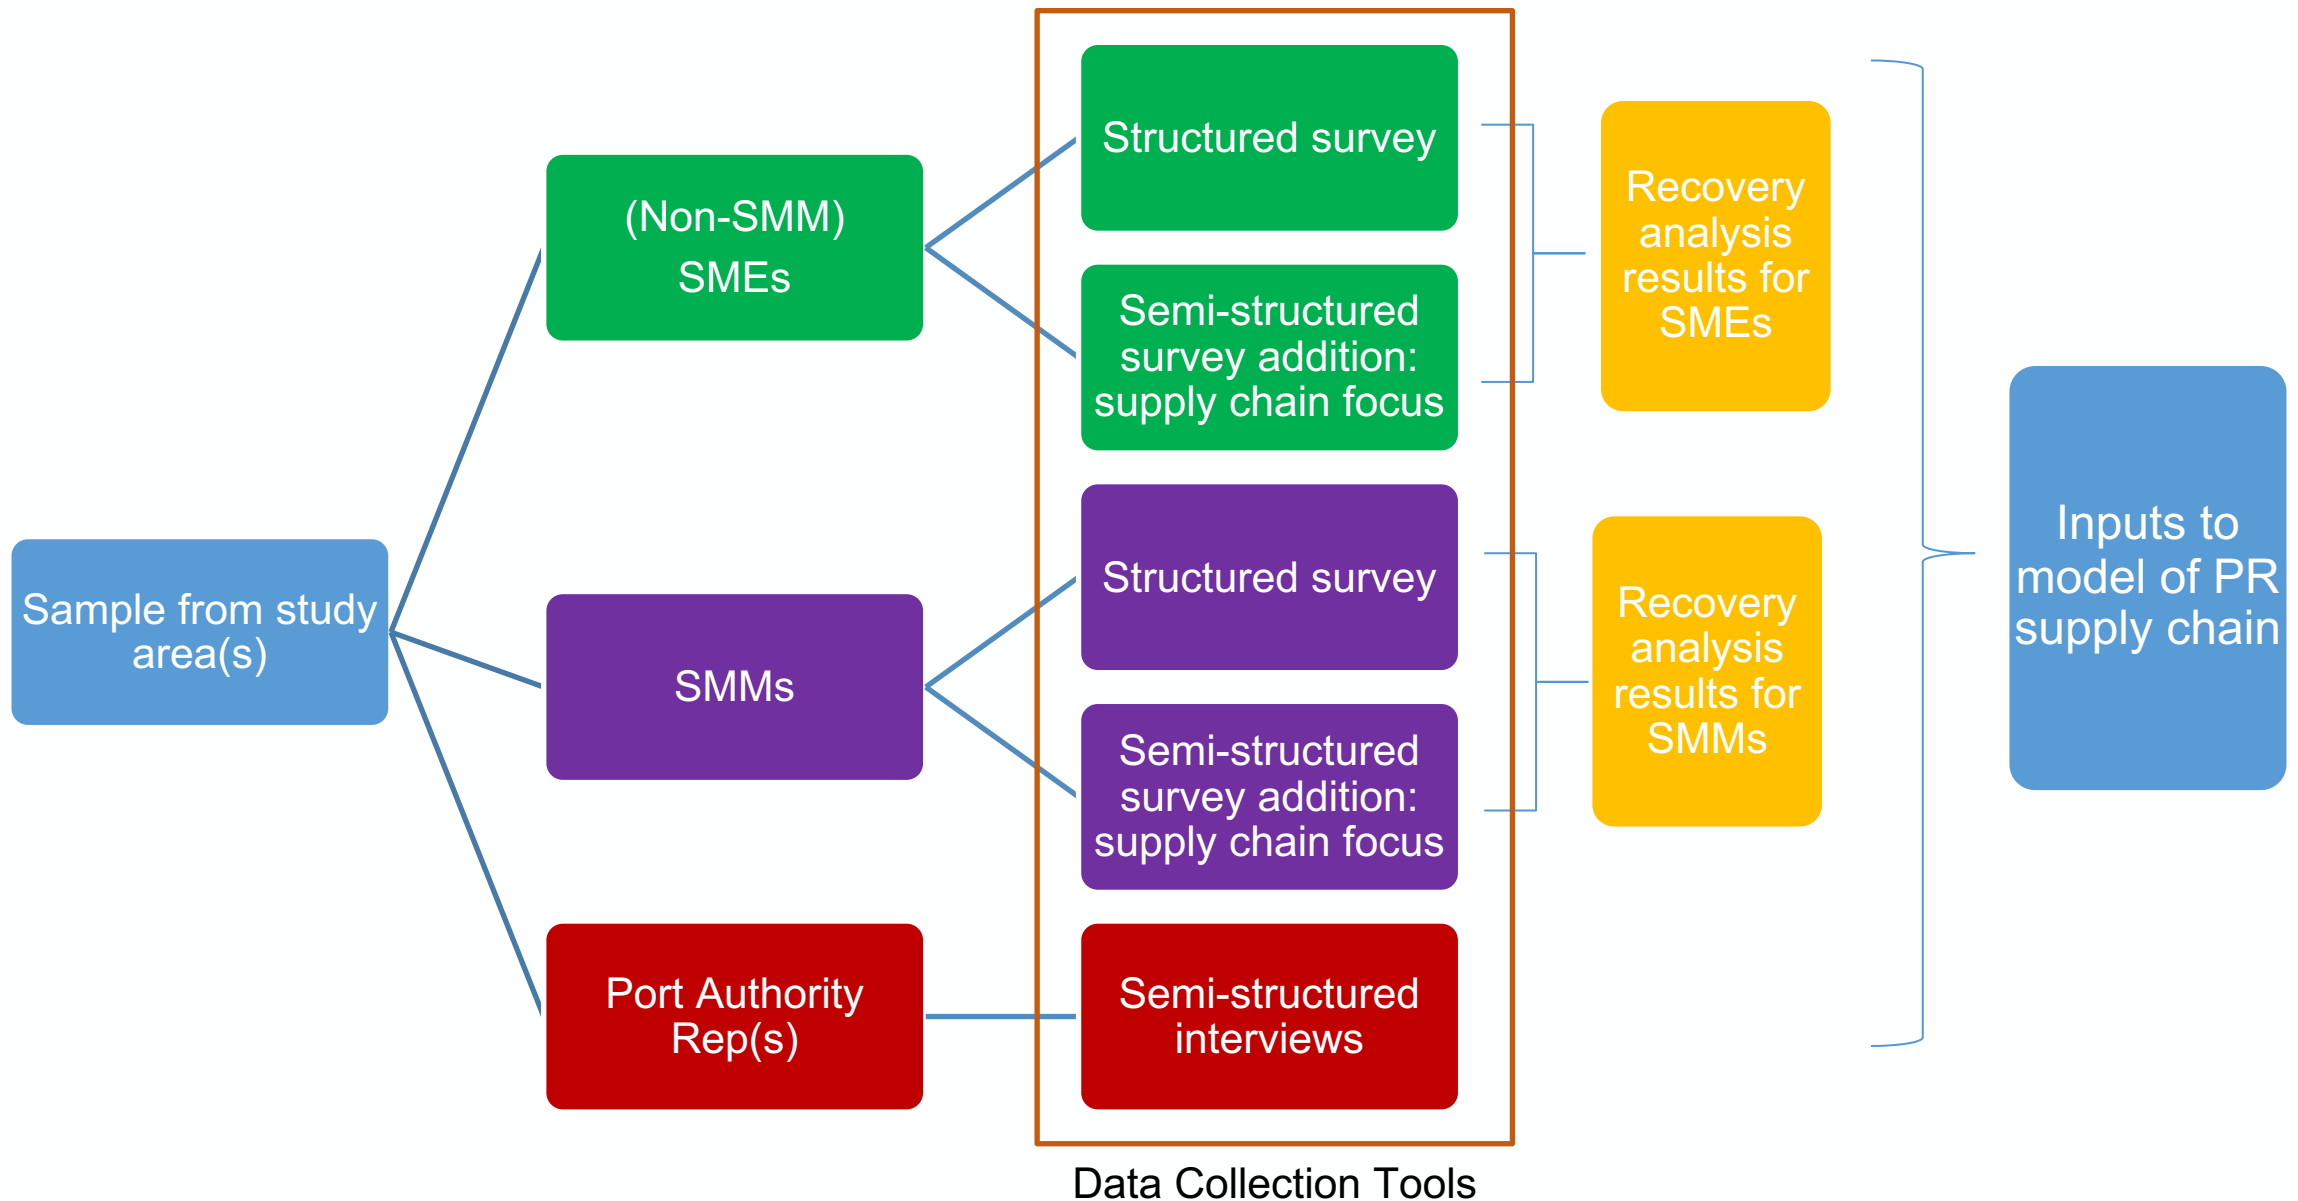 Sample from study
area(s)
(Non-SMM)
SMEs
SMMs
Port Authority
Rep(s)
Structured survey
Semi-structured
survey addition:
supply chain focus
Structured survey
Semi-structured
survey addition:
supply chain focus
Semi-structured
interviews
Data Collection Tools
Recovery
analysis
results for
SMEs
Recovery
analysis
results for
SMMs
Inputs to
model of PR
supply chain